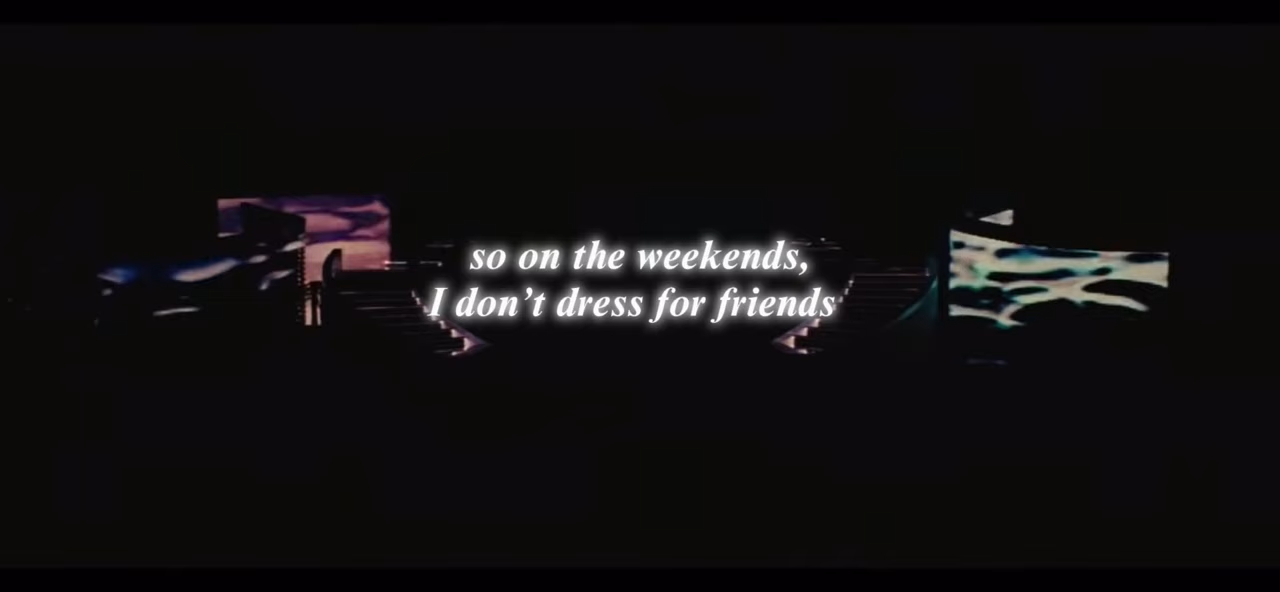 so on the weekends,
I don’t dress for friends